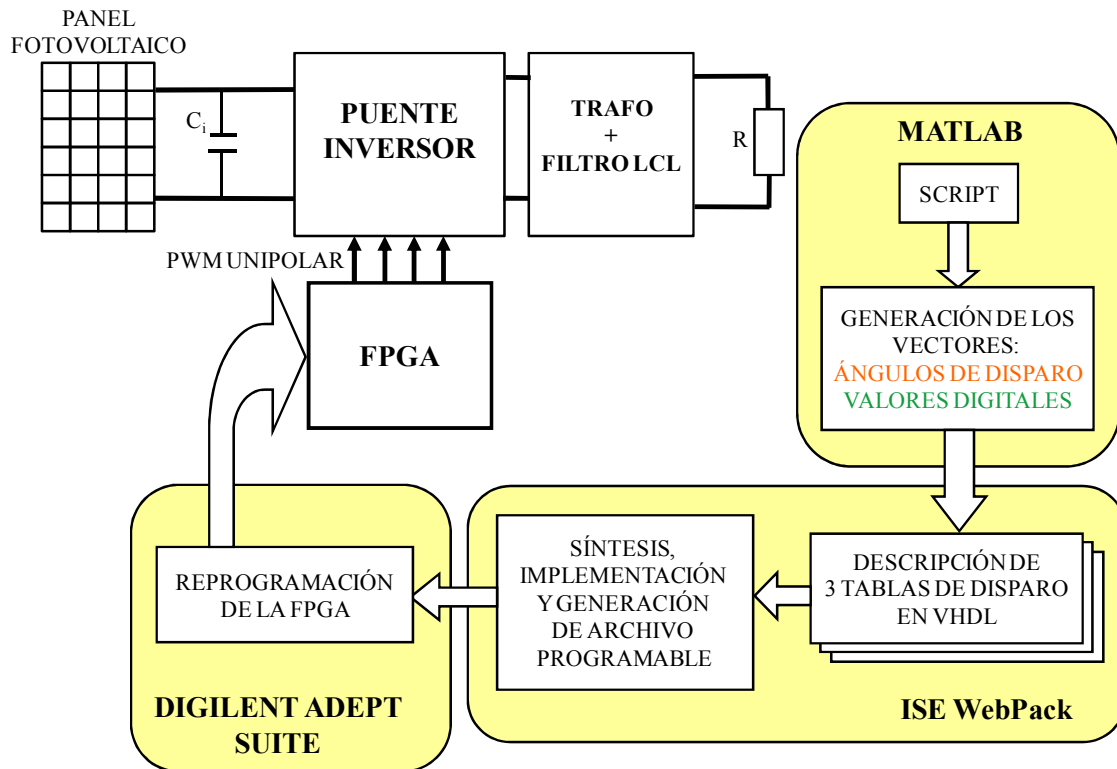 PANEL
FOTOVOLTAICO
C i
PUENTE
INVERSOR
TRAFO
+
FILTRO LCL
R
PWM UNIPOLAR
FPGA
MATLAB
SCRIPT
GENERACIÓN DE LOS
VECTORES:
ÁNGULOS DE DISPARO
VALORES DIGITALES
DESCRIPCIÓN DE
3 TABLAS DE DISPARO
EN VHDL
SÍNTESIS,
IMPLEMENTACIÓN
Y GENERACIÓN
DE ARCHIVO
PROGRAMABLE
ISE WebPack
REPROGRAMACIÓN
DE LA FPGA
DIGILENT ADEPT
SUITE